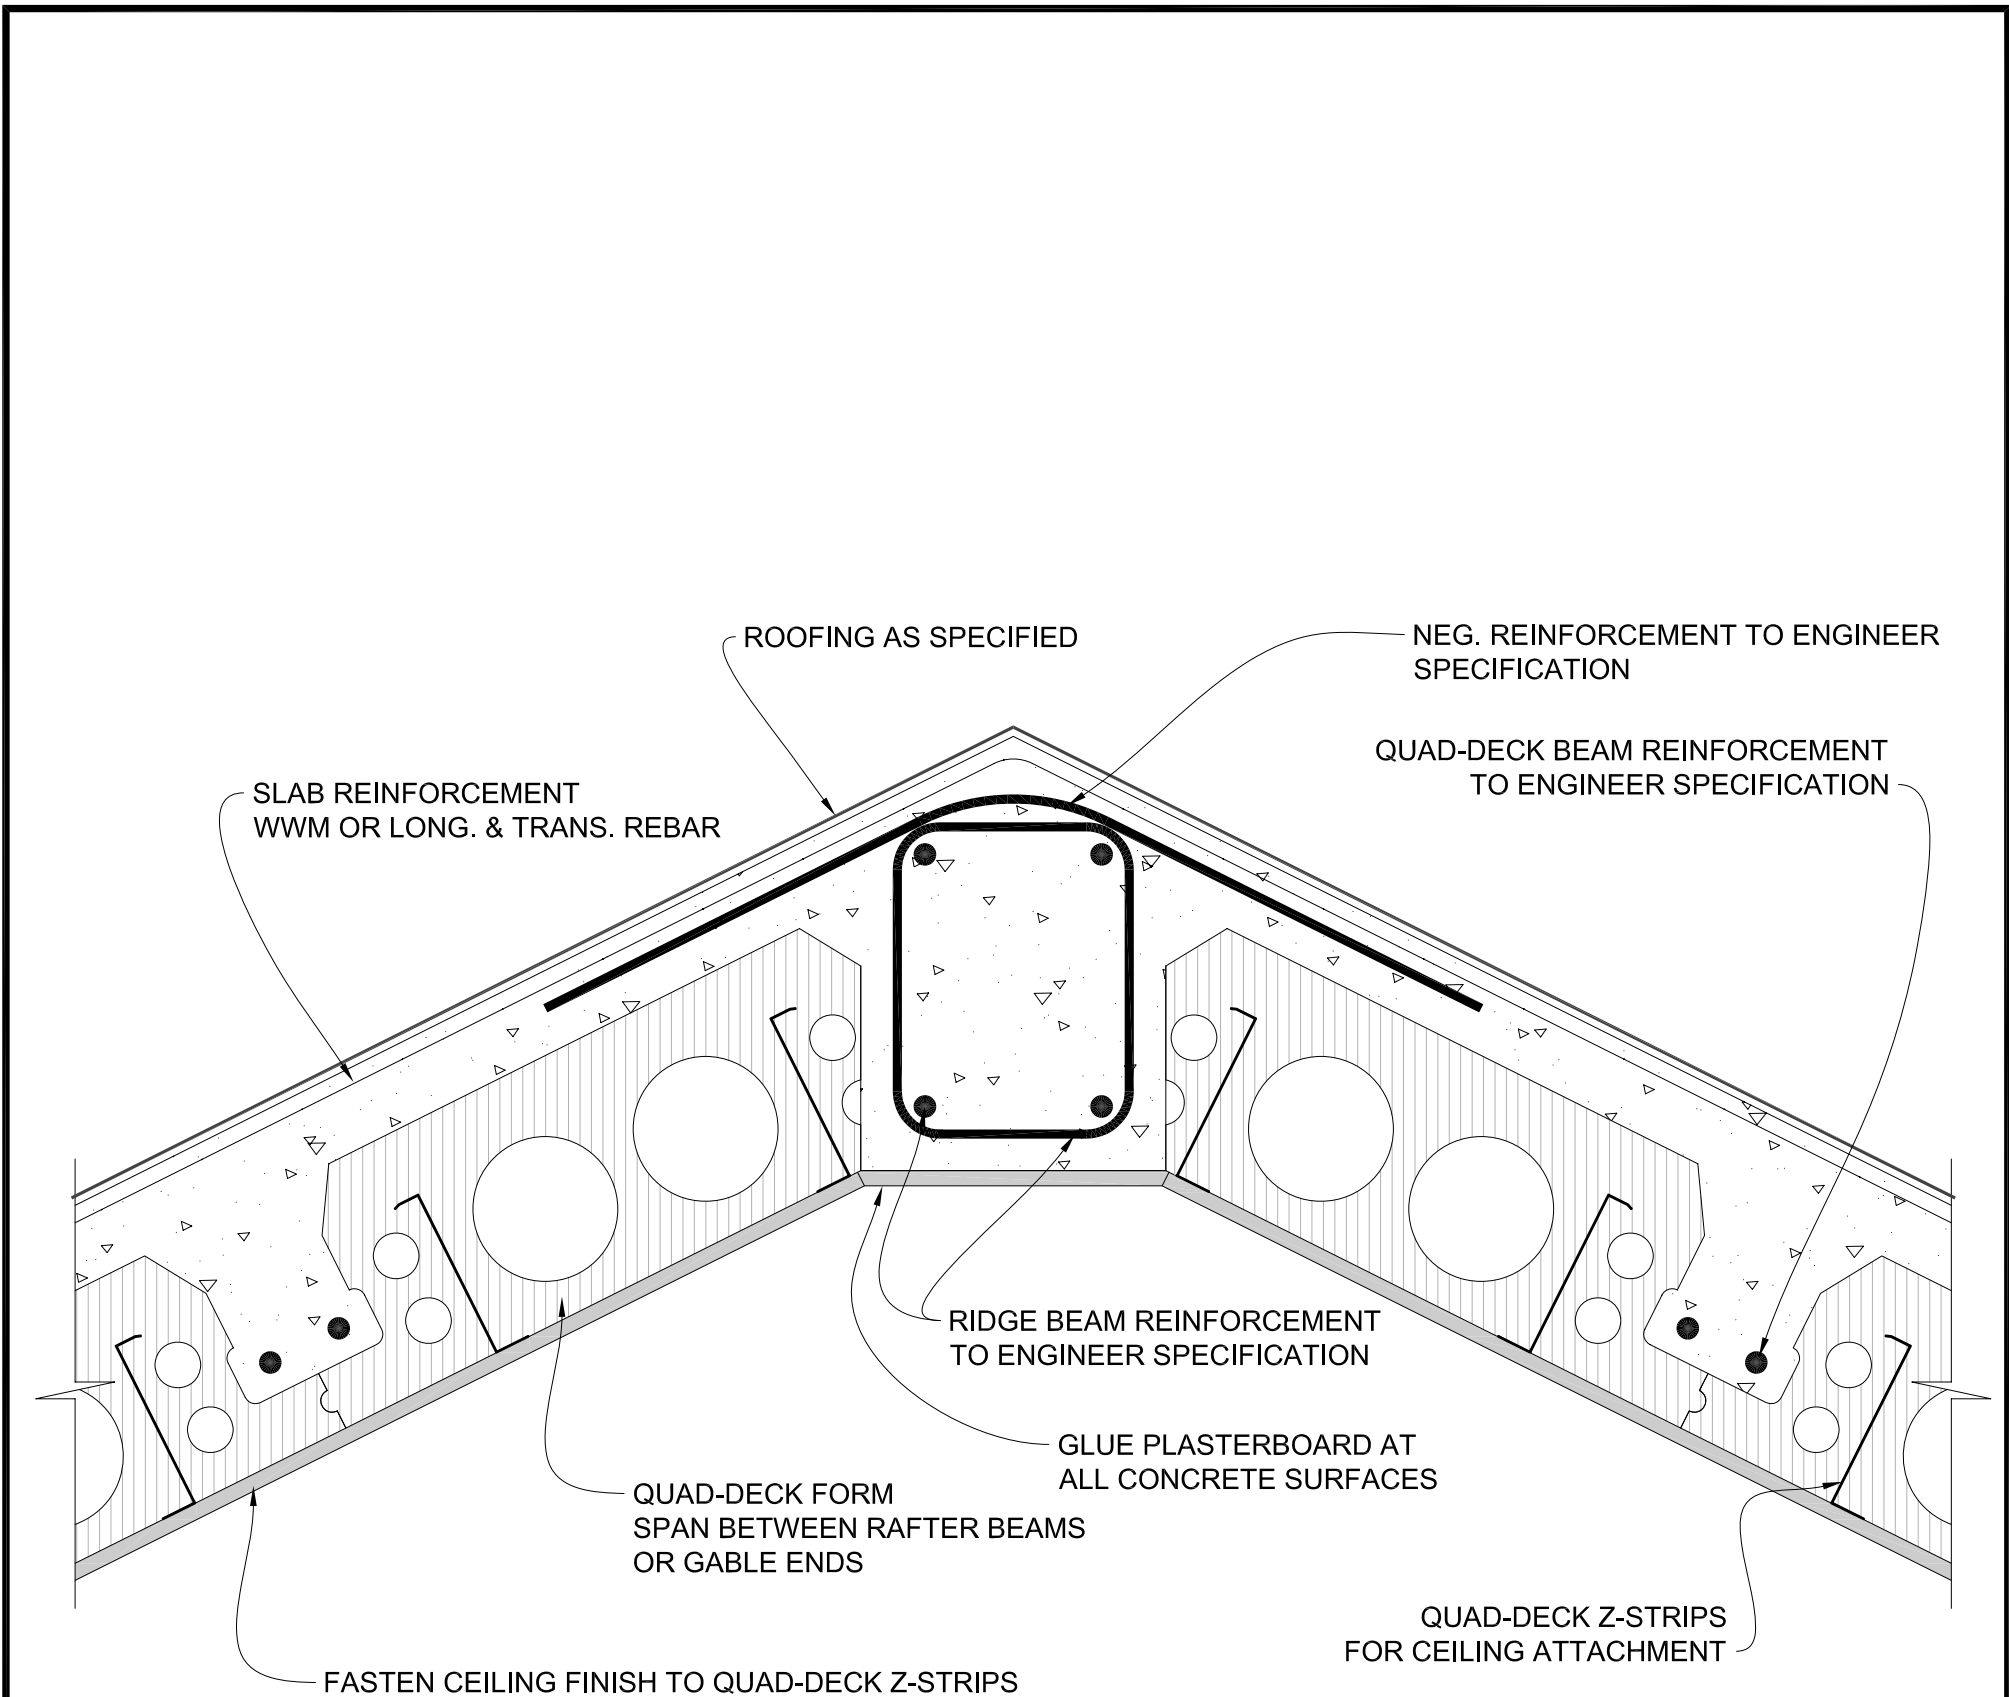 ROOFING AS SPECIFIED
NEG. REINFORCEMENT TO ENGINEER
SPECIFICATION
QUAD-DECK BEAM REINFORCEMENT
TO ENGINEER SPECIFICATION
SLAB REINFORCEMENT
WWM OR LONG. & TRANS. REBAR
RIDGE BEAM REINFORCEMENT
TO ENGINEER SPECIFICATION
GLUE PLASTERBOARD AT
ALL CONCRETE SURFACES
QUAD-DECK FORM
SPAN BETWEEN RAFTER BEAMS
OR GABLE ENDS
QUAD-DECK Z-STRIPS
FOR CEILING ATTACHMENT
FASTEN CEILING FINISH TO QUAD-DECK Z-STRIPS